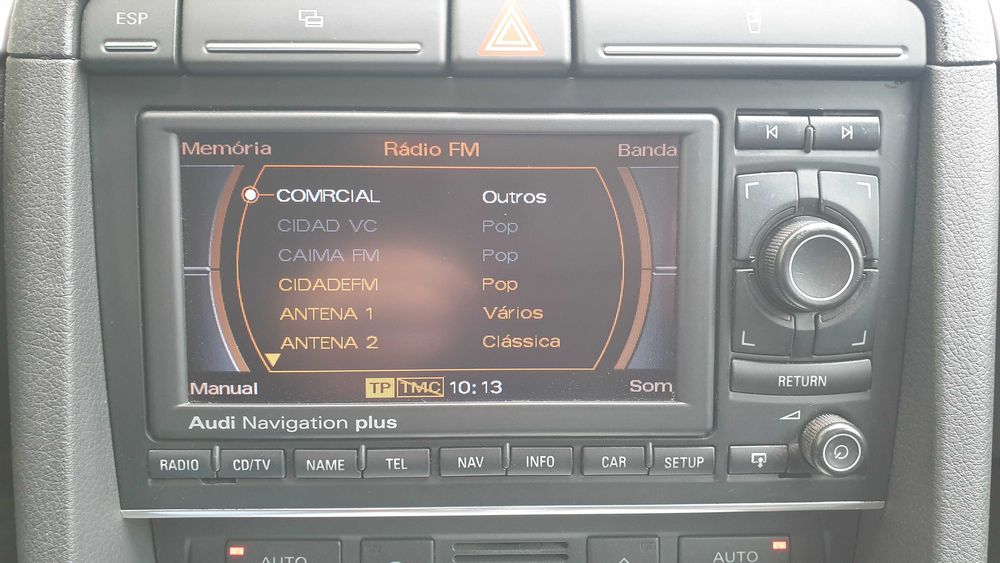 ESP
Memória Rádio FM Banda
COMRCIAL Outros
CIDAD VC Pop
CAIMA FM Pop
CIDADEFM Pop
ANTENA 1 Vários
ANTENA 2 Clássica
Manual TP TMC 10:13 Som
Audi Navigation plus
RETURN
RADIO CD/TV NAME TEL NAV INFO CAR SETUP
AUTO AUTO